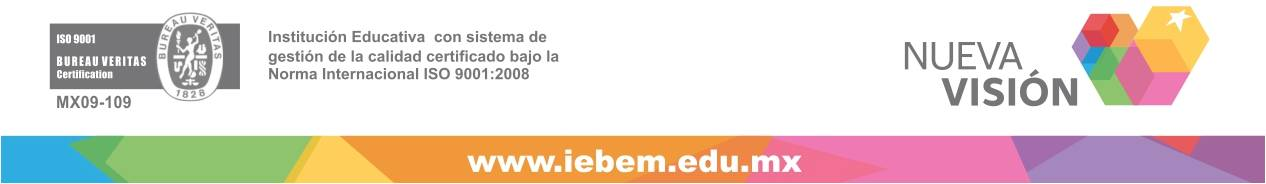 ISO 9001
BUREAU VERITAS
Certification
BUREAU VERITAS
1828
MX09-109
Institución Educativa con sistema de
gestión de la calidad certificado bajo la
Norma Internacional ISO 9001:2008
NUEVA
VISIÓN
www.iebem.edu.mx